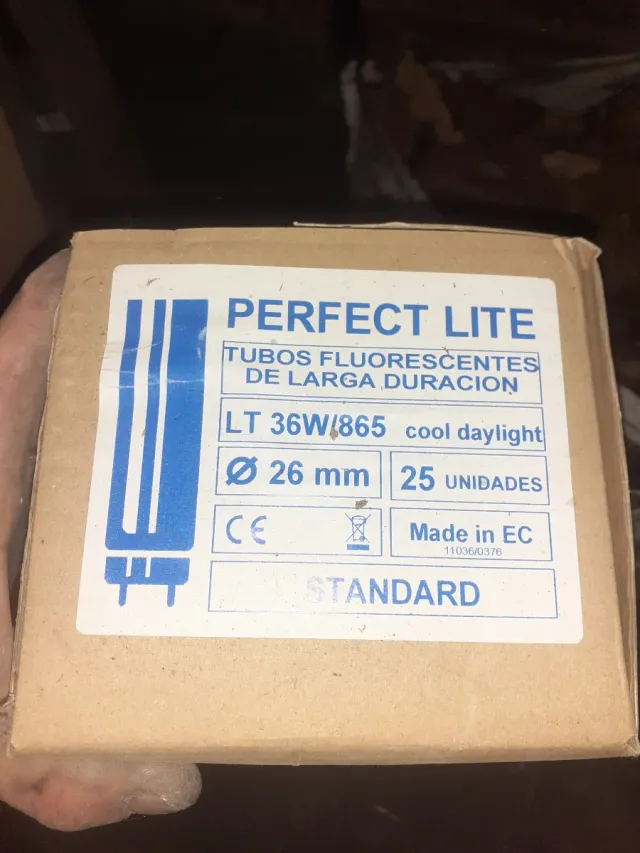 PERFECT LITE
TUBOS FLUORESCENTES
DE LARGA DURACION
LT 36W/865 cool daylight
Ø 26 mm
25 UNIDADES
CE
Made in EC
11036/0376
STANDARD